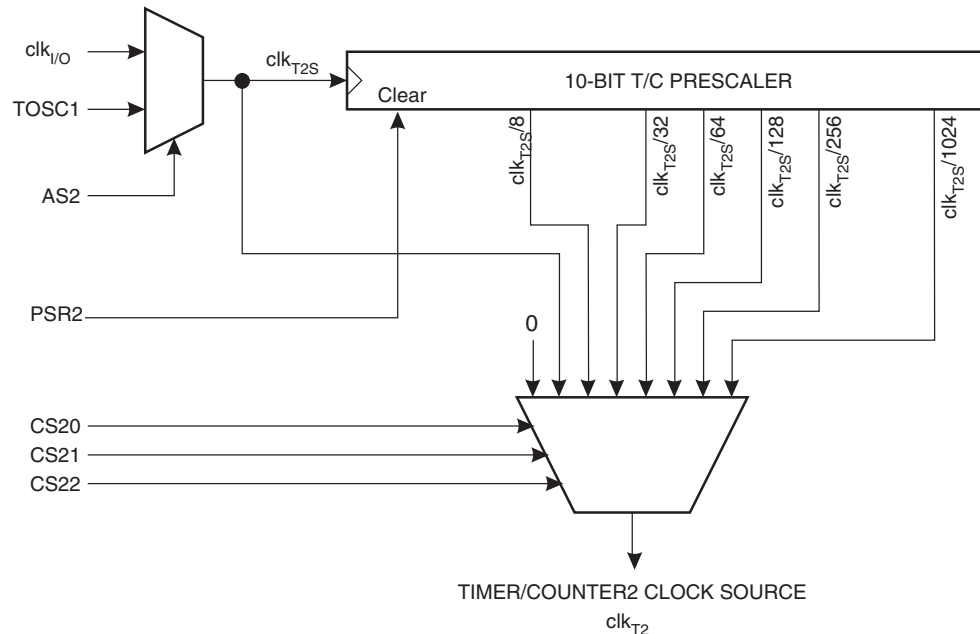 clkI/O
clkT2S
10-BIT T/C PRESCALER
TOSC1
Clear
clkT2S/8
clkT2S/32
clkT2S/64
clkT2S/128
clkT2S/256
clkT2S/1024
AS2
PSR2
0
CS20
CS21
CS22
TIMER/COUNTER2 CLOCK SOURCE
clkT2